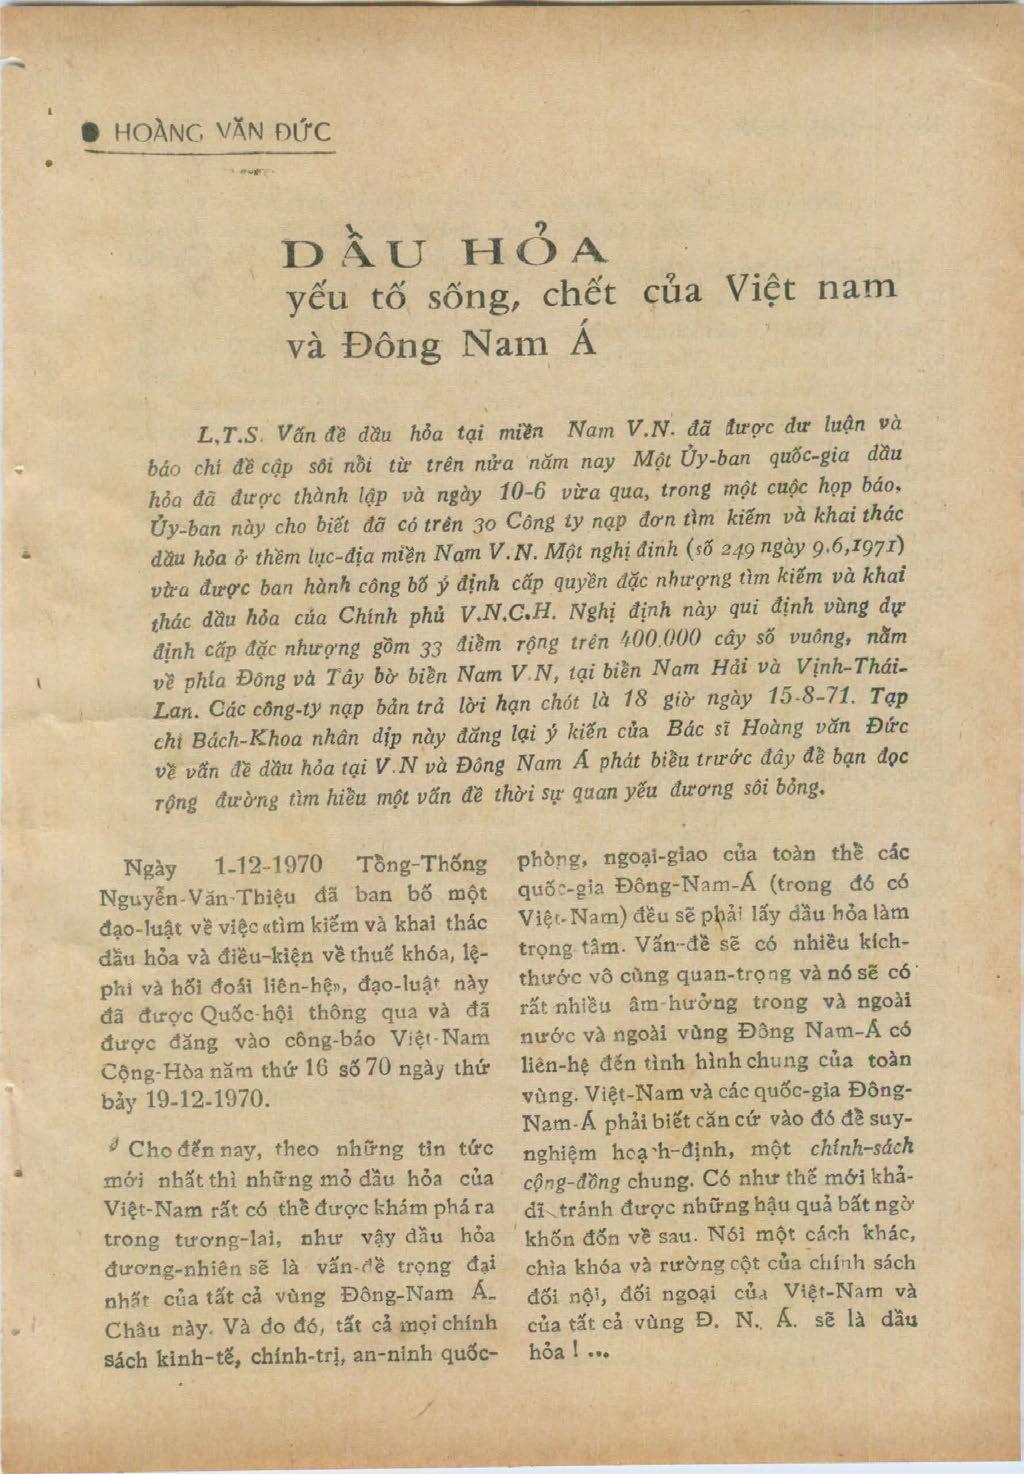 HOÀNG VĂN ĐỨC
DẦU HỎA
yếu tố sống, chết của Việt nam
và Đông Nam Á
L.T.S. Vấn đề dầu hỏa tại miền Nam V.N. đã được dư luận và
báo chí đề cập sôi nổi từ trên nửa năm nay Một Ủy-ban quốc-gia dầu
hỏa đã được thành lập và ngày 10-6 vừa qua, trong một cuộc họp báo,
Ủy-ban này cho biết đã có trên 30 Công ty nạp đơn tìm kiếm và khai thác
dầu hỏa ở thềm lục-địa miền Nam V.N. Một nghị định (số 249 ngày 9.6,1971)
vừa được ban hành công bố ý định cấp quyền đặc nhượng tìm kiếm và khai
thác dầu hỏa của Chính phủ V.N.C.H. Nghị định này qui định vùng dự
định cấp đặc nhượng gồm 33 điểm rộng trên 400.000 cây số vuông, nằm
về phía Đông và Tây bờ biển Nam V.N, tại biển Nam Hải và Vịnh-Thái-
Lan. Các công-ty nạp bản trả lời hạn chót là 18 giờ ngày 15-8-71. Tạp
chí Bách-Khoa nhân dịp này đăng lại ý kiến của Bác sĩ Hoàng văn Đức
về vấn đề dầu hỏa tại V.N và Đông Nam Á phát biểu trước đây để bạn đọc
rộng đường tìm hiểu một vấn đề thời sự quan yếu đương sôi bỏng.
Ngày 1-12-1970 Tổng-Thống
Nguyễn-Văn-Thiệu đã ban bố một
đạo-luật về việc «tìm kiếm và khai thác
dầu hỏa và điều-kiện về thuế khóa, lệ-
phí và hối đoái liên-hệ», đạo-luật này
đã được Quốc-hội thông qua và đã
được đăng vào công-báo Việt-Nam
Cộng-Hòa năm thứ 16 số 70 ngày thứ
bảy 19-12-1970.
Cho đến nay, theo những tin tức
mới nhất thì những mỏ dầu hỏa của
Việt-Nam rất có thể được khám phá ra
trong tương-lai, như vậy dầu hỏa
đương-nhiên sẽ là vấn-đề trọng đại
nhất của tất cả vùng Đông-Nam Á-
Châu này. Và do đó, tất cả mọi chính
sách kinh-tế, chính-trị, an-ninh quốc-
phòng, ngoại-giao của toàn thể các
quốc-gia Đông-Nam-Á (trong đó có
Việt-Nam) đều sẽ phải lấy dầu hỏa làm
trọng tâm. Vấn-đề sẽ có nhiều kích-
thước vô cùng quan-trọng và nó sẽ có
rất nhiều âm-hưởng trong và ngoài
nước và ngoài vùng Đông Nam-Á có
liên-hệ đến tình hình chung của toàn
vùng. Việt-Nam và các quốc-gia Đông-
Nam-Á phải biết căn cứ vào đó để suy-
nghiệm hoạch-định, một chính-sách
cộng-đồng chung. Có như thế mới khả-
dĩ tránh được những hậu quả bất ngờ
khốn đốn về sau. Nói một cách khác,
chìa khóa và rường cột của chính sách
đối nội, đối ngoại của Việt-Nam và
của tất cả vùng Đ. N. Á. sẽ là dầu
hỏa ! ...